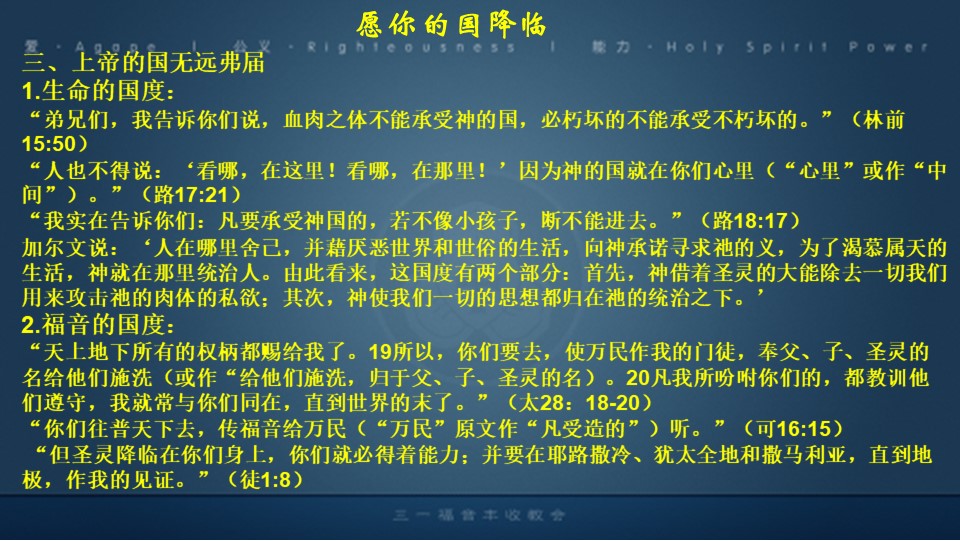 愿你的国降临
爱·Agape | 公义·Righteousness | 能力·Holy Spirit Power
三、上帝的国无远弗届
1.生命的国度：
“弟兄们，我告诉你们说，血肉之体不能承受神的国，必朽坏的不能承受不朽坏的。”（林前
15:50）
“人也不得说：‘看哪，在这里！看哪，在那里！’因为神的国就在你们心里（“心里”或作“中
间”）。”（路17:21）
“我实在告诉你们：凡要承受神国的，若不像小孩子，断不能进去。”（路18:17）
加尔文说：‘人在哪里舍己，并藉厌恶世界和世俗的生活，向神承诺寻求祂的义，为了渴慕属天的
生活，神就在那里统治人。由此看来，这国度有两个部分：首先，神借着圣灵的大能除去一切我们
用来攻击祂的肉体的私欲；其次，神使我们一切的思想都归在祂的统治之下。’
2.福音的国度：
“天上地下所有的权柄都赐给我了。19所以，你们要去，使万民作我的门徒，奉父、子、圣灵的
名给他们施洗（或作“给他们施洗，归于父、子、圣灵的名）。20凡我所吩咐你们的，都教训他
们遵守，我就常与你们同在，直到世界的末了。”（太28：18-20）
“你们往普天下去，传福音给万民（“万民”原文作“凡受造的”）听。”（可16:15）
“但圣灵降临在你们身上，你们就必得着能力；并要在耶路撒冷、犹太全地和撒马利亚，直到地
极，作我的见证。”（徒1:8）
三一福音丰收教会